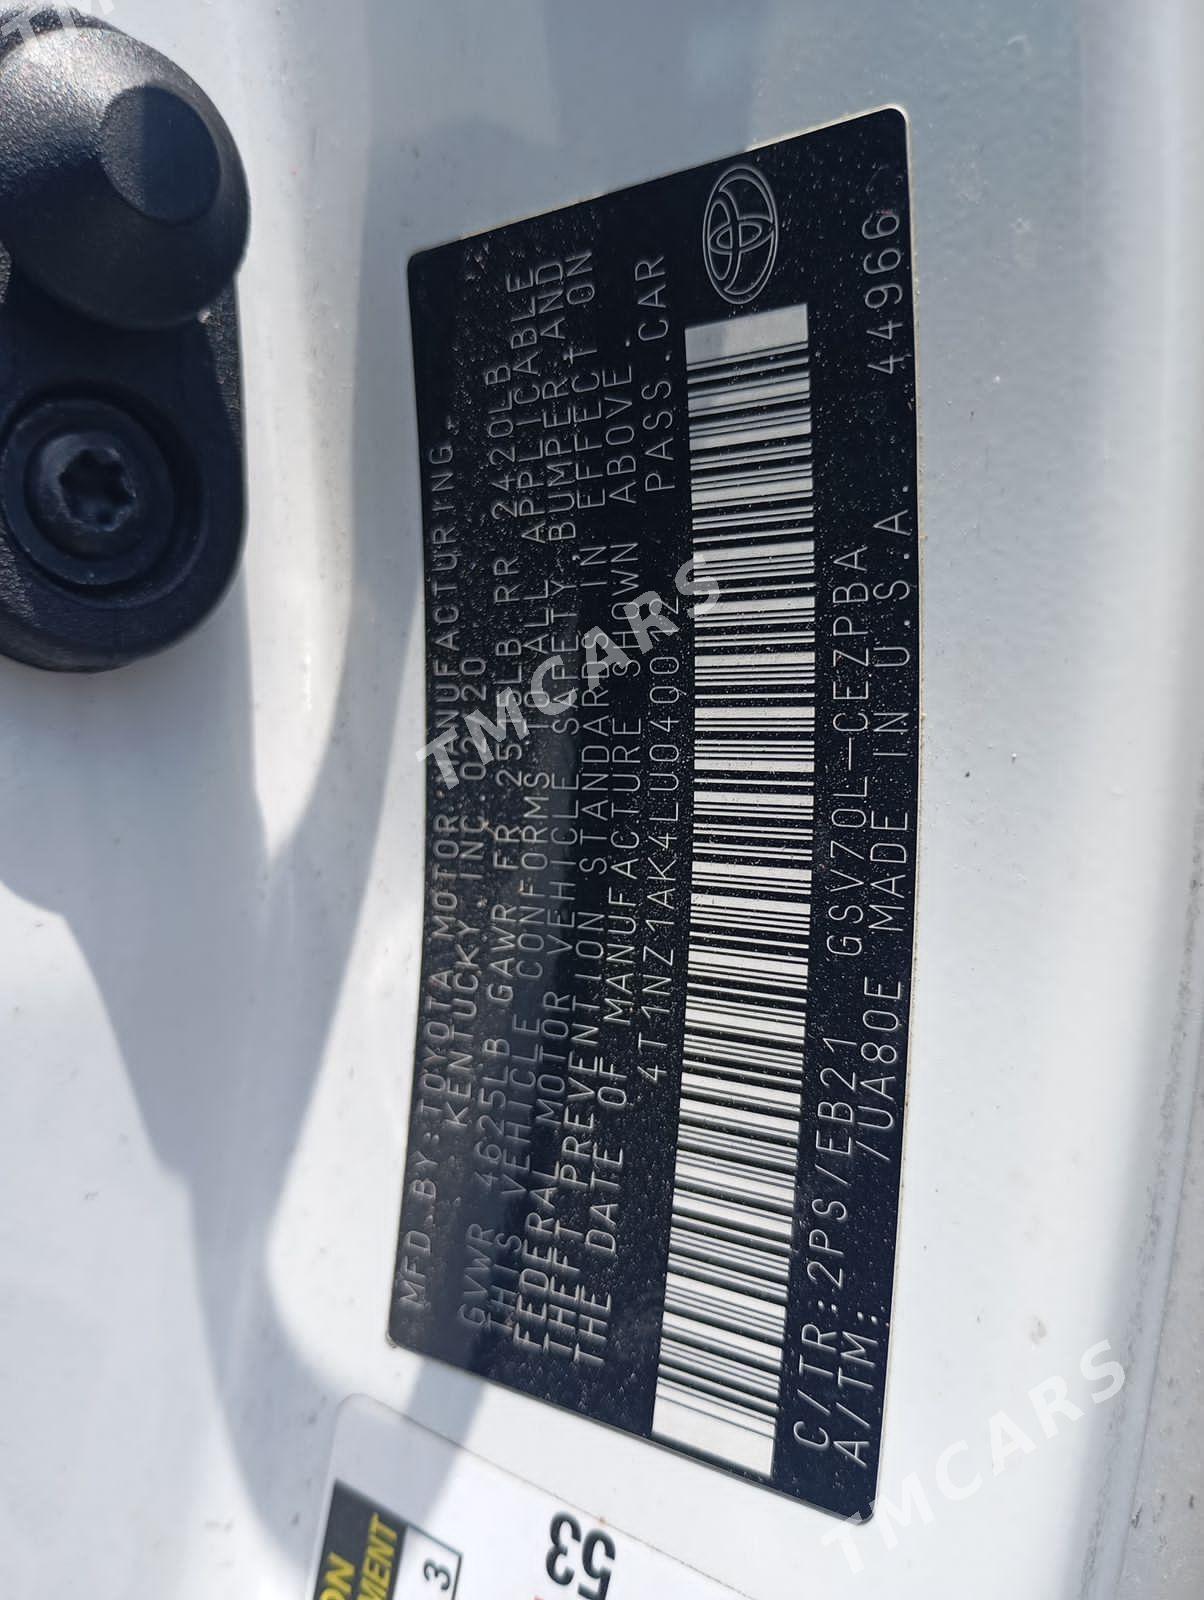 MFD.BY:TOYOTA MOTOR MANUFACTURING,
KENTUCKY INC. 02/20
GVWR 4625LB GAWR FR 2545LB RR 2420LB
THIS VEHICLE CONFORMS TO ALL APPLICABLE
FEDERAL MOTOR VEHICLE SAFETY, BUMPER, AND
THEFT PREVENTION STANDARDS IN EFFECT ON
THE DATE OF MANUFACTURE SHOWN ABOVE.
4T1NZ1AK4LU040072 PASS.CAR
C/TR:2PS/EB21 GSV70L-CEZPBA
A/TM: /UA80E MADE IN U.S.A. 44966
TMCARS
TMCARS
53
3